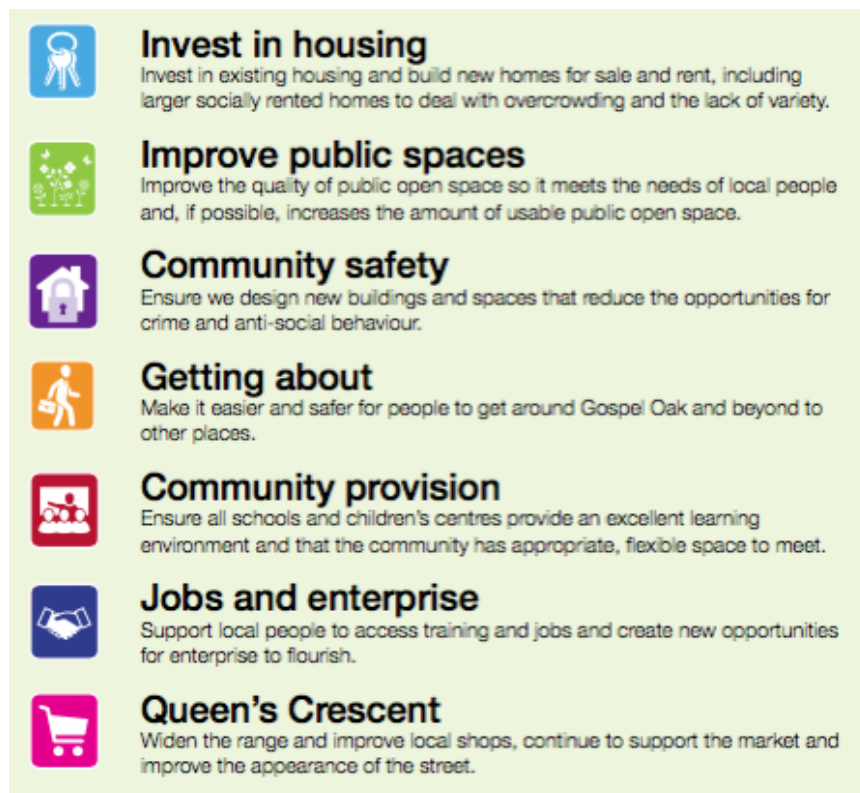 Invest in housing
Invest in existing housing and build new homes for sale and rent, including
larger socially rented homes to deal with overcrowding and the lack of variety.
Improve public spaces
Improve the quality of public open space so it meets the needs of local people
and, if possible, increases the amount of usable public open space.
Community safety
Ensure we design new buildings and spaces that reduce the opportunities for
crime and anti-social behaviour.
Getting about
Make it easier and safer for people to get around Gospel Oak and beyond to
other places.
Community provision
Ensure all schools and children's centres provide an excellent learning
environment and that the community has appropriate, flexible space to meet.
Jobs and enterprise
Support local people to access training and jobs and create new opportunities
for enterprise to flourish.
Queen's Crescent
Widen the range and improve local shops, continue to support the market and
improve the appearance of the street.